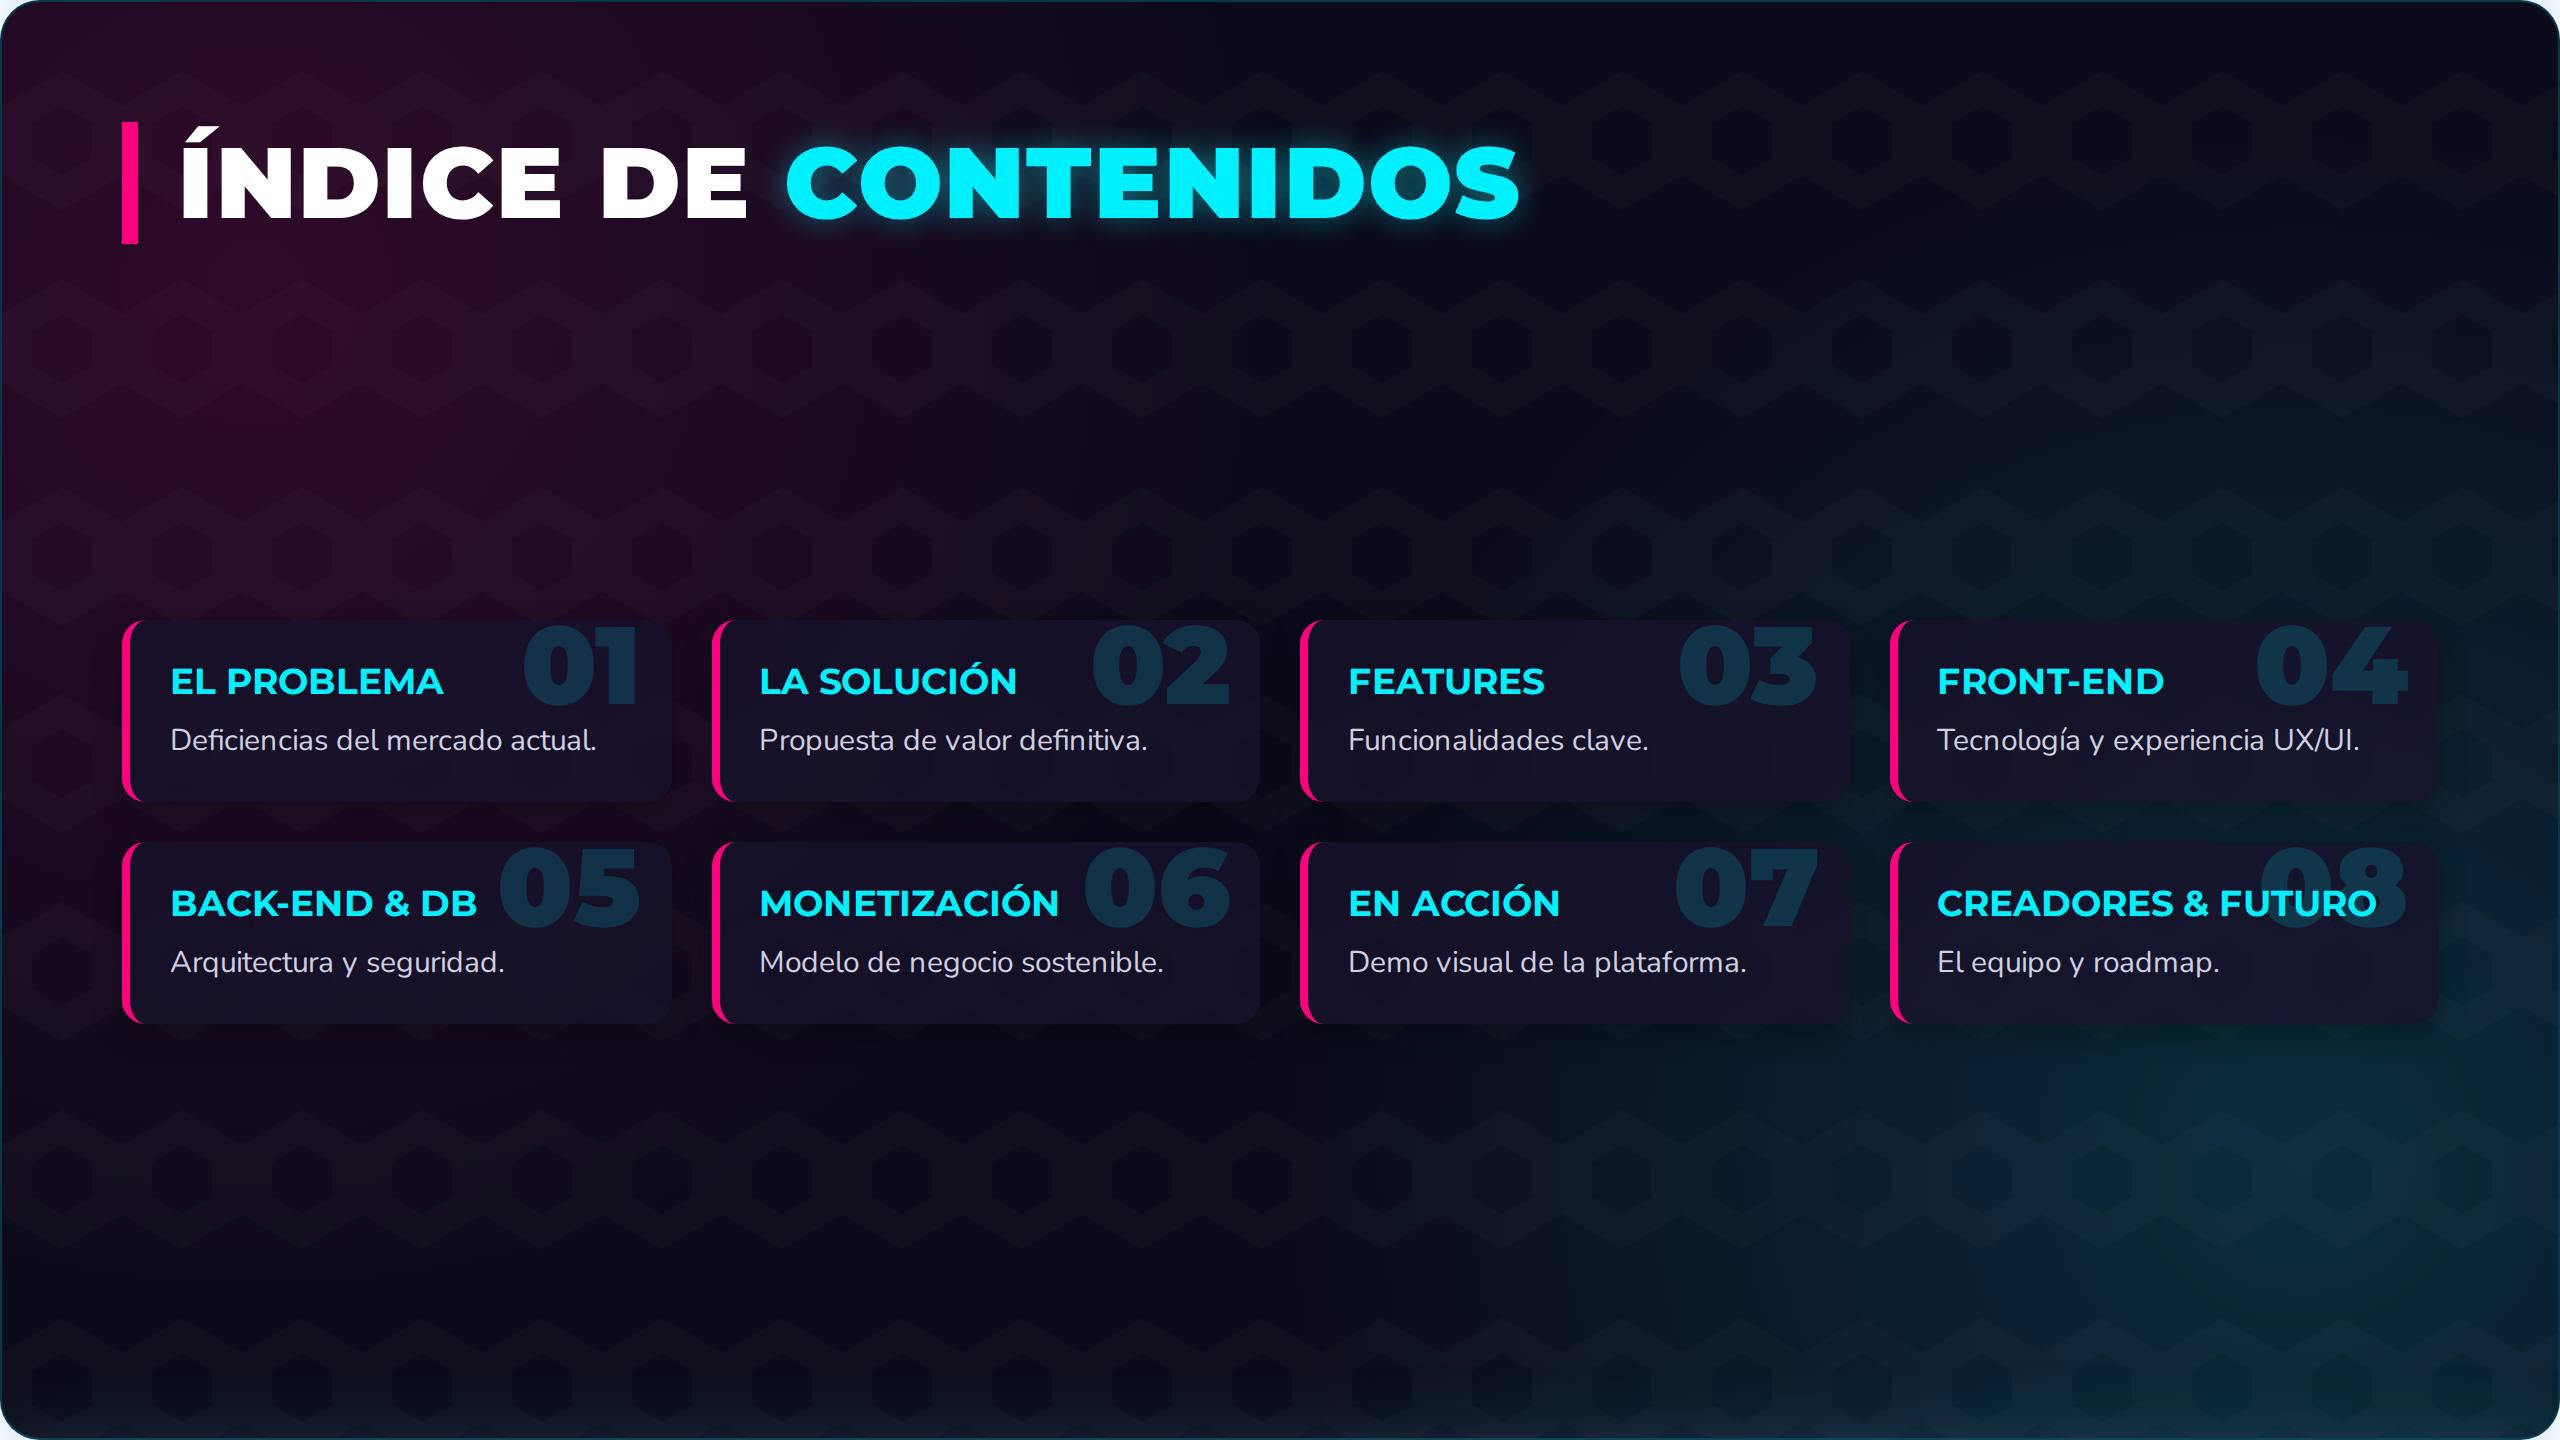 ÍNDICE DE CONTENIDOS
01
EL PROBLEMA
Deficiencias del mercado actual.
02
LA SOLUCIÓN
Propuesta de valor definitiva.
03
FEATURES
Funcionalidades clave.
04
FRONT-END
Tecnología y experiencia UX/UI.
05
BACK-END & DB
Arquitectura y seguridad.
06
MONETIZACIÓN
Modelo de negocio sostenible.
07
EN ACCIÓN
Demo visual de la plataforma.
08
CREADORES & FUTURO
El equipo y roadmap.